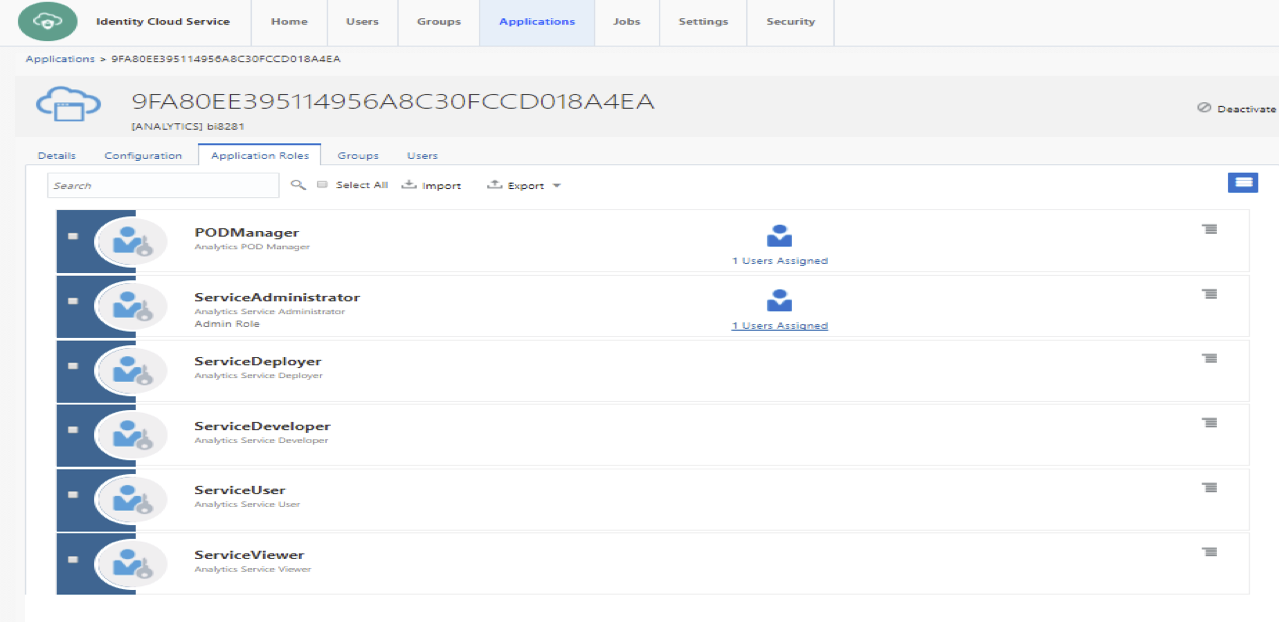 Identity Cloud Service Home Users Groups Applications Jobs Settings Security
Applications > 9FA80EE395114956A8C30FCCD018A4EA
9FA80EE395114956A8C30FCCD018A4EA
[ANALYTICS] bi8281
Deactivate
Details Configuration Application Roles Groups Users
Search Select All Import Export
PODManager
Analytics POD Manager
1 Users Assigned
ServiceAdministrator
Analytics Service Administrator
Admin Role
1 Users Assigned
ServiceDeployer
Analytics Service Deployer
ServiceDeveloper
Analytics Service Developer
ServiceUser
Analytics Service User
ServiceViewer
Analytics Service Viewer